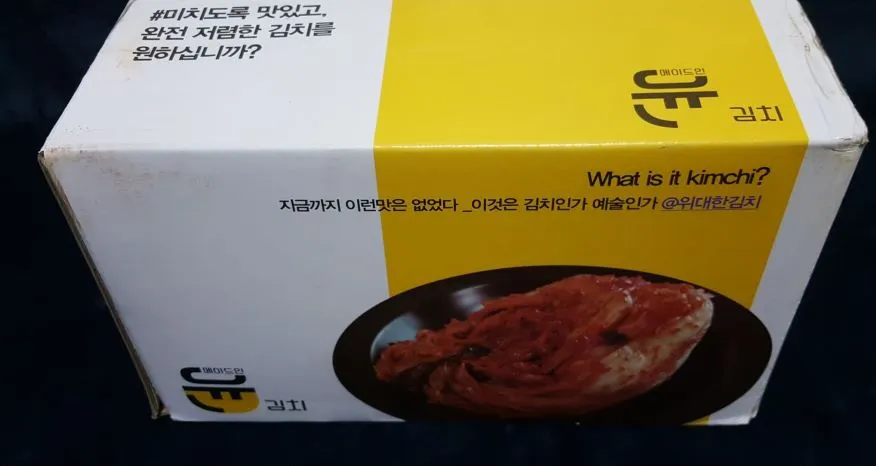 #미치도록 맛있고,
완전 저렴한 김치를
원하십니까?
메이드인
윤
김치
What is it kimchi?
지금까지 이런맛은 없었다 _이것은 김치인가 예술인가 @위대한김치
메이드인
윤
김치